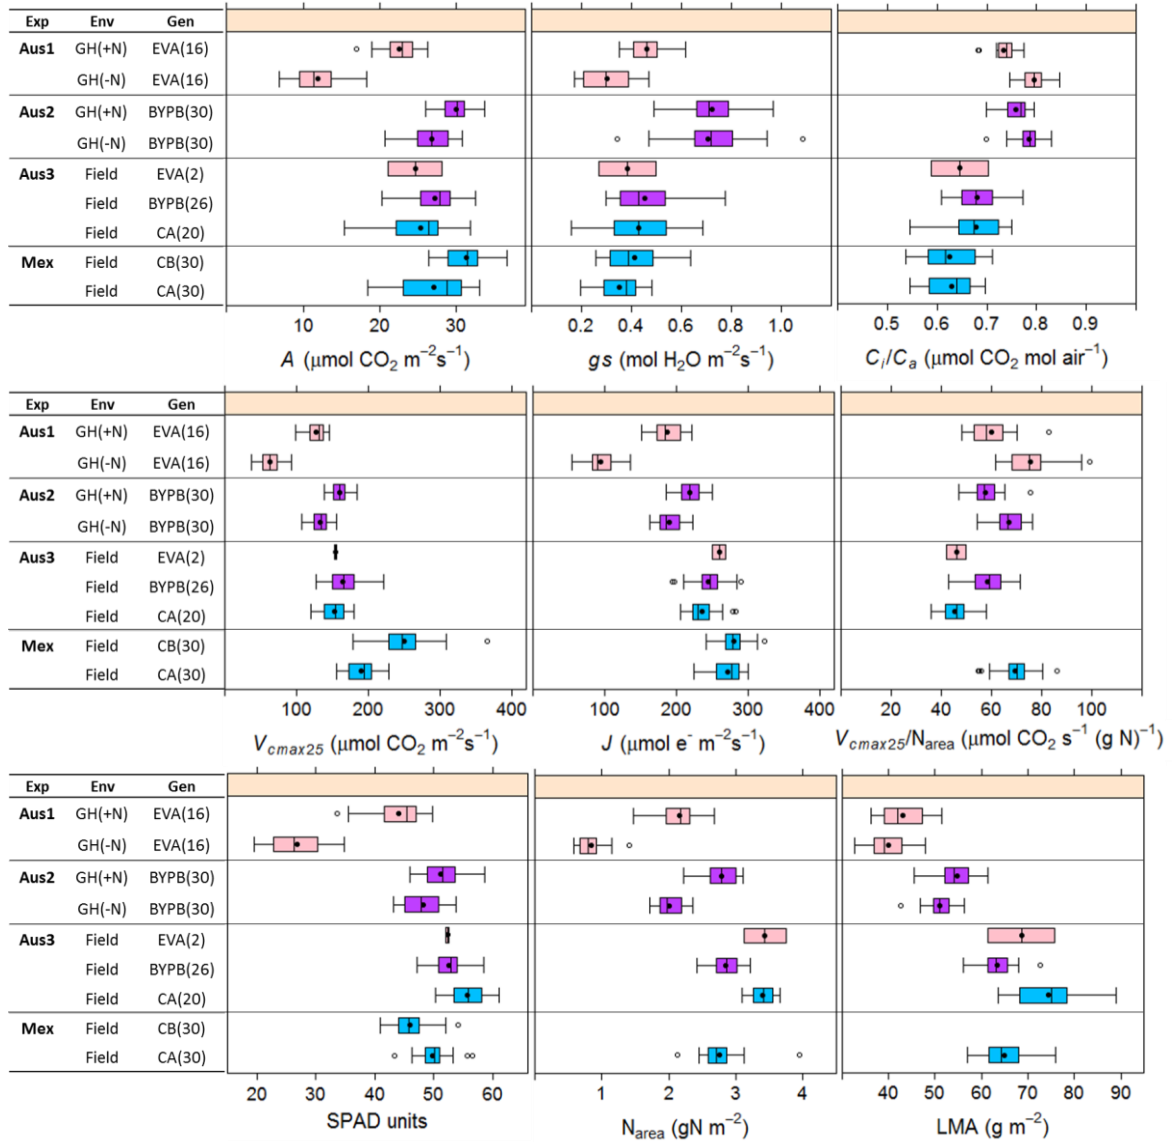 Exp Env Gen
Aus1 GH(+N) EVA(16)
GH(-N) EVA(16)
Aus2 GH(+N) BYPB(30)
GH(-N) BYPB(30)
Aus3 Field EVA(2)
Field BYPB(26)
Field CA(20)
Mex Field CB(30)
Field CA(30)
10 20 30
0.2 0.4 0.6 0.8 1.0
0.5 0.6 0.7 0.8 0.9
A (μmol CO₂ m⁻²s⁻¹)
gs (mol H₂O m⁻²s⁻¹)
Cᵢ/Cₐ (μmol CO₂ mol air⁻¹)
Exp Env Gen
Aus1 GH(+N) EVA(16)
GH(-N) EVA(16)
Aus2 GH(+N) BYPB(30)
GH(-N) BYPB(30)
Aus3 Field EVA(2)
Field BYPB(26)
Field CA(20)
Mex Field CB(30)
Field CA(30)
100 200 300 400
100 200 300 400
20 40 60 80 100
Vcmax25 (μmol CO₂ m⁻²s⁻¹)
J (μmol e⁻ m⁻²s⁻¹)
Vcmax25/Narea (μmol CO₂ s⁻¹ (g N)⁻¹)
Exp Env Gen
Aus1 GH(+N) EVA(16)
GH(-N) EVA(16)
Aus2 GH(+N) BYPB(30)
GH(-N) BYPB(30)
Aus3 Field EVA(2)
Field BYPB(26)
Field CA(20)
Mex Field CB(30)
Field CA(30)
20 30 40 50 60
1 2 3 4
40 50 60 70 80 90
SPAD units
Narea (gN m⁻²)
LMA (g m⁻²)